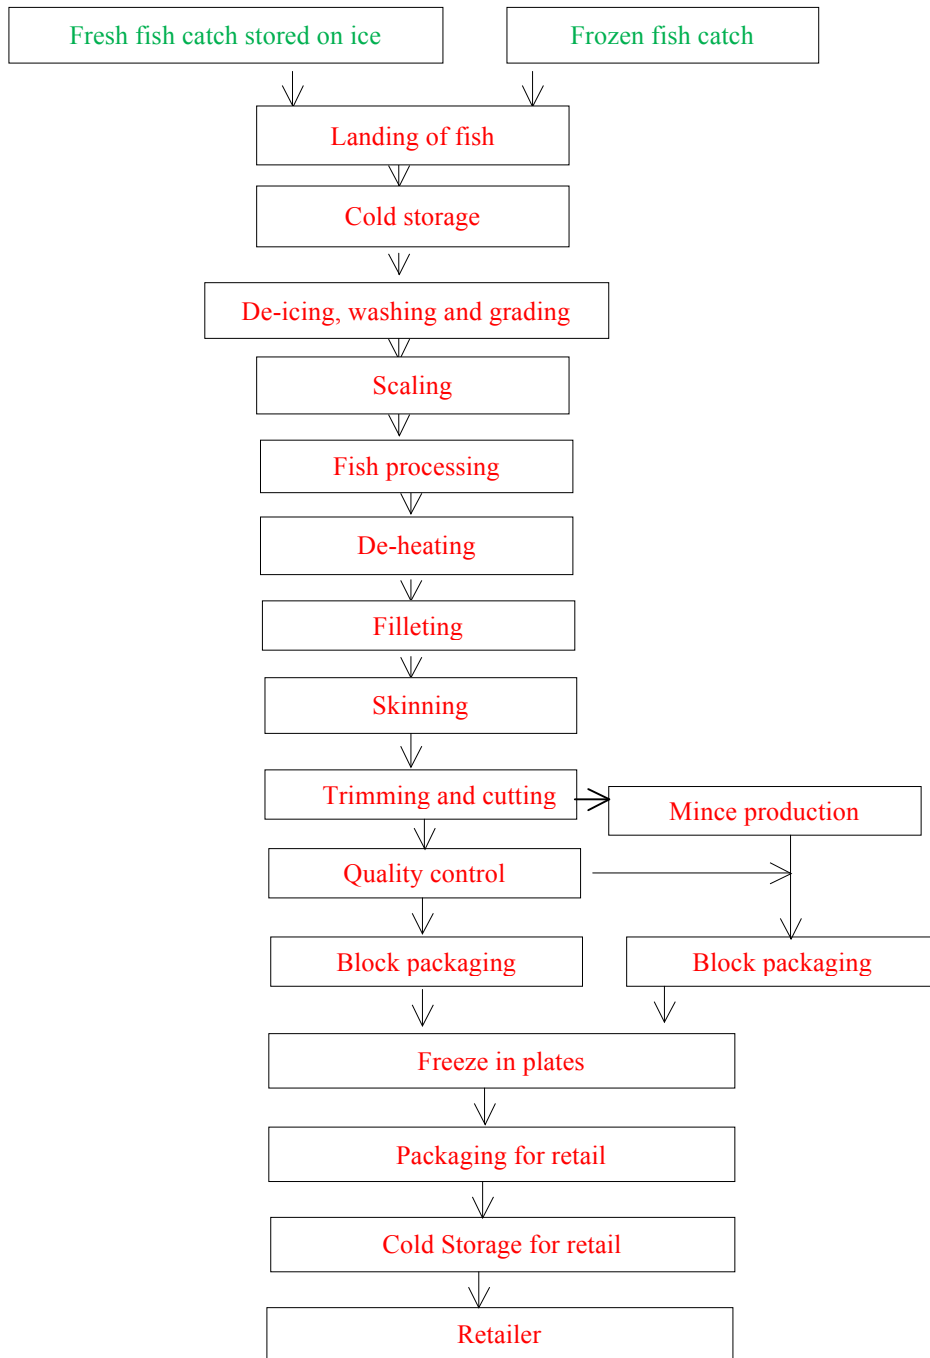 Fresh fish catch stored on ice
Frozen fish catch
Landing of fish
Cold storage
De-icing, washing and grading
Scaling
Fish processing
De-heating
Filleting
Skinning
Trimming and cutting
Mince production
Quality control
Block packaging
Block packaging
Freeze in plates
Packaging for retail
Cold Storage for retail
Retailer